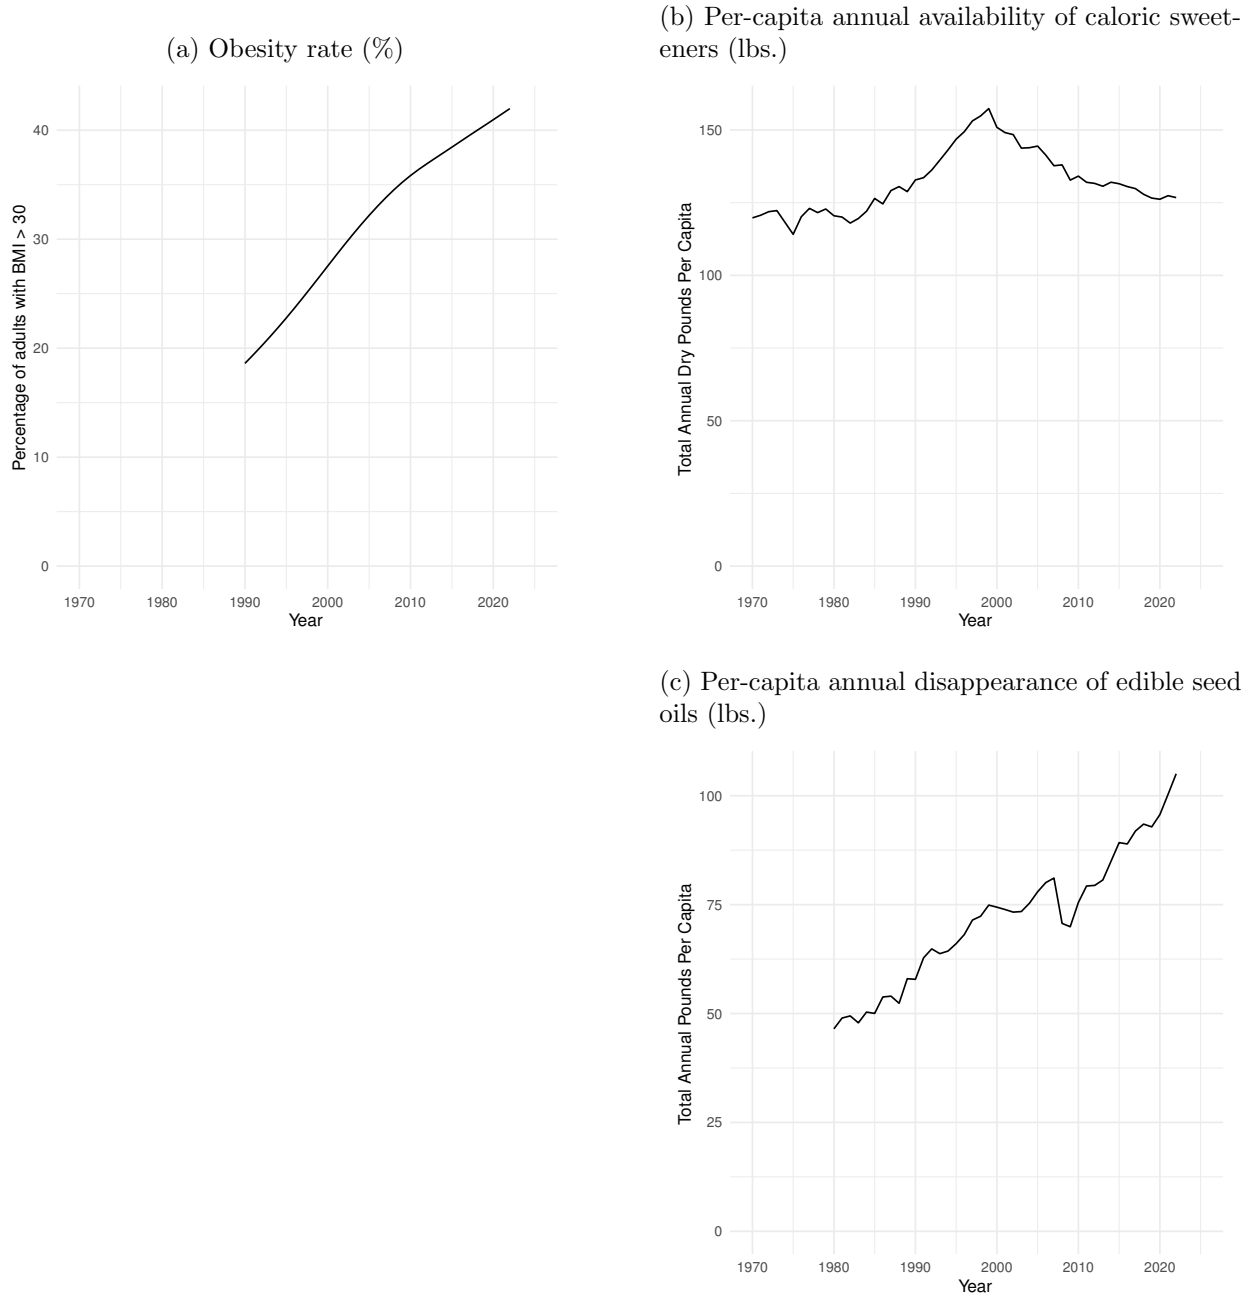 (a) Obesity rate (%)
Percentage of adults with BMI > 30
40
30
20
10
0
1970 1980 1990 2000 2010 2020
Year
(b) Per-capita annual availability of caloric sweet-
eners (lbs.)
Total Annual Dry Pounds Per Capita
150
100
50
0
1970 1980 1990 2000 2010 2020
Year
(c) Per-capita annual disappearance of edible seed
oils (lbs.)
Total Annual Pounds Per Capita
100
75
50
25
0
1970 1980 1990 2000 2010 2020
Year